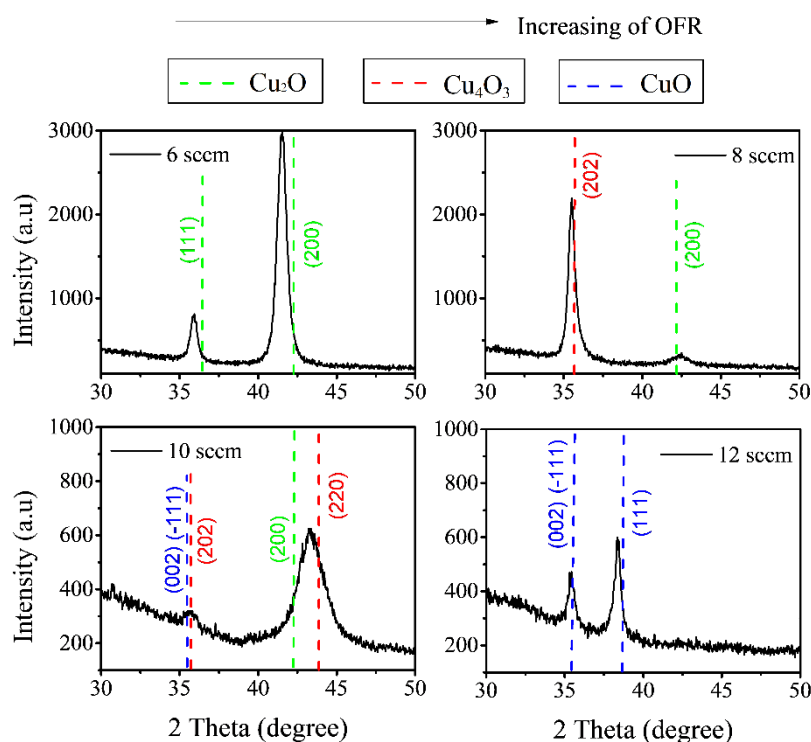 Increasing of OFR
Cu₂O
Cu₄O₃
CuO
3000
2000
1000
Intensity (a.u)
6 sccm
(111)
(200)
30 35 40 45 50
3000
2000
1000
8 sccm
(202)
(200)
30 35 40 45 50
1000
800
600
400
200
Intensity (a.u)
10 sccm
(002) (-111)
(202)
(200)
(220)
30 35 40 45 50
2 Theta (degree)
1000
800
600
400
200
12 sccm
(002) (-111)
(111)
30 35 40 45 50
2 Theta (degree)